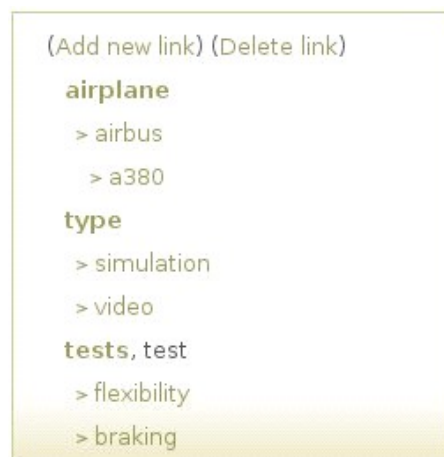 (Add new link) (Delete link)
airplane
> airbus
> a380
type
> simulation
> video
tests, test
> flexibility
> braking